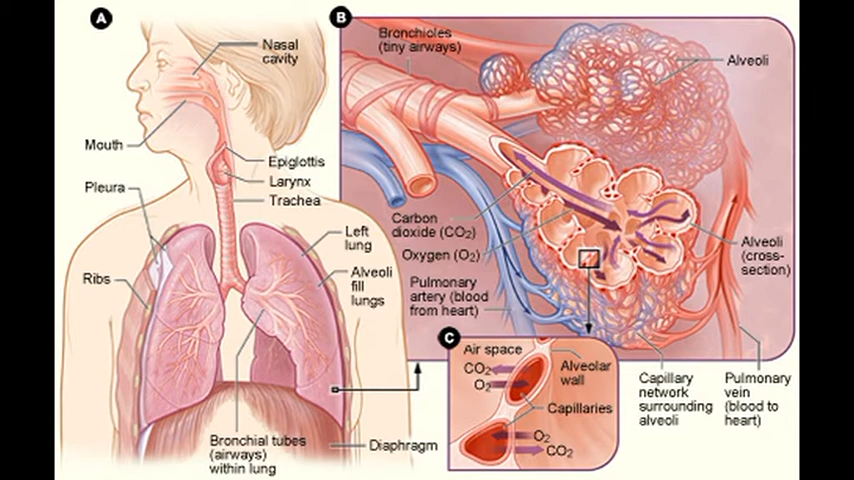 A
Nasal
cavity
Mouth
Epiglottis
Larynx
Trachea
Pleura
Left
lung
Ribs
Alveoli
fill
lungs
Bronchial tubes
(airways)
within lung
Diaphragm
B
Bronchioles
(tiny airways)
Alveoli
Carbon
dioxide (CO2)
Oxygen (O2)
Pulmonary
artery (blood
from heart)
Alveoli
(cross-
section)
Capillary
network
surrounding
alveoli
Pulmonary
vein
(blood to
heart)
C
Air space
CO2
O2
Alveolar
wall
Capillaries
O2
CO2